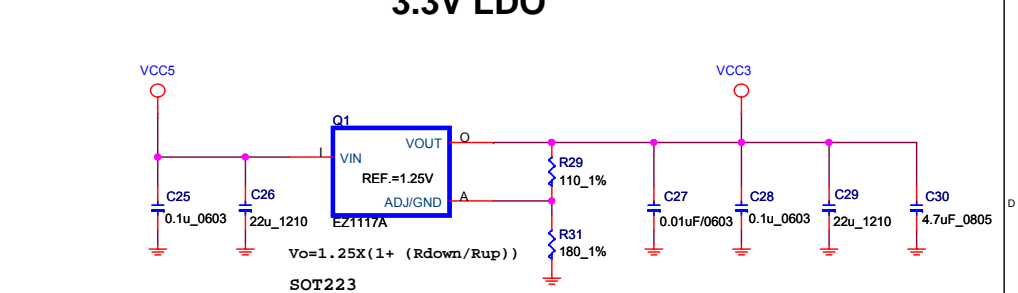 3.3V LDO
VCC5
VCC3
Q1
I
VIN
VOUT
O
REF.=1.25V
ADJ/GND
A
EZ1117A
R29
110_1%
C25
0.1u_0603
C26
22u_1210
R31
180_1%
C27
0.01uF/0603
C28
0.1u_0603
C29
22u_1210
C30
4.7uF_0805
D
Vo=1.25X(1+ (Rdown/Rup))
SOT223